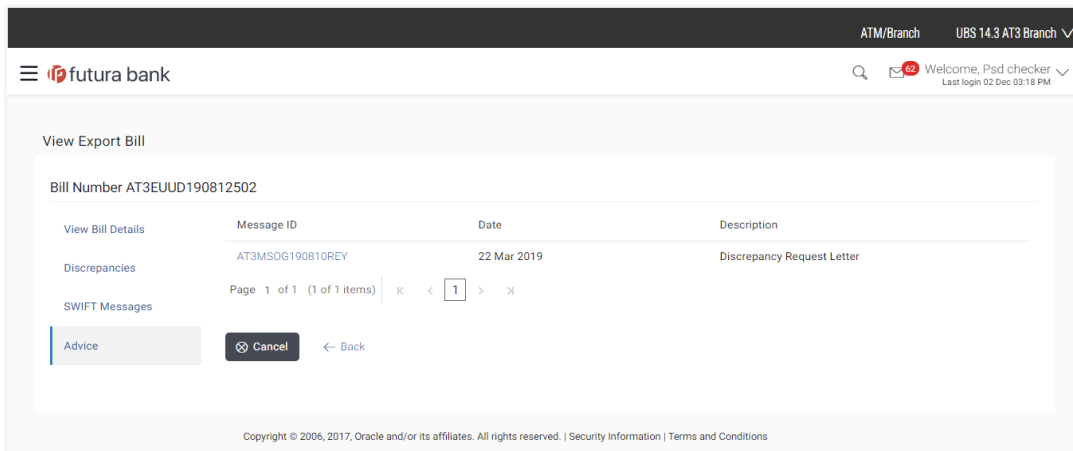 ATM/Branch UBS 14.3 AT3 Branch
futura bank
62 Welcome, Psd checker
Last login 02 Dec 03:18 PM
View Export Bill
Bill Number AT3EUUD190812502
View Bill Details
Discrepancies
SWIFT Messages
Advice
Message ID Date Description
AT3MSOG190810REY 22 Mar 2019 Discrepancy Request Letter
Page 1 of 1 (1 of 1 items) 1
Cancel Back
Copyright © 2006, 2017, Oracle and/or its affiliates. All rights reserved. | Security Information | Terms and Conditions